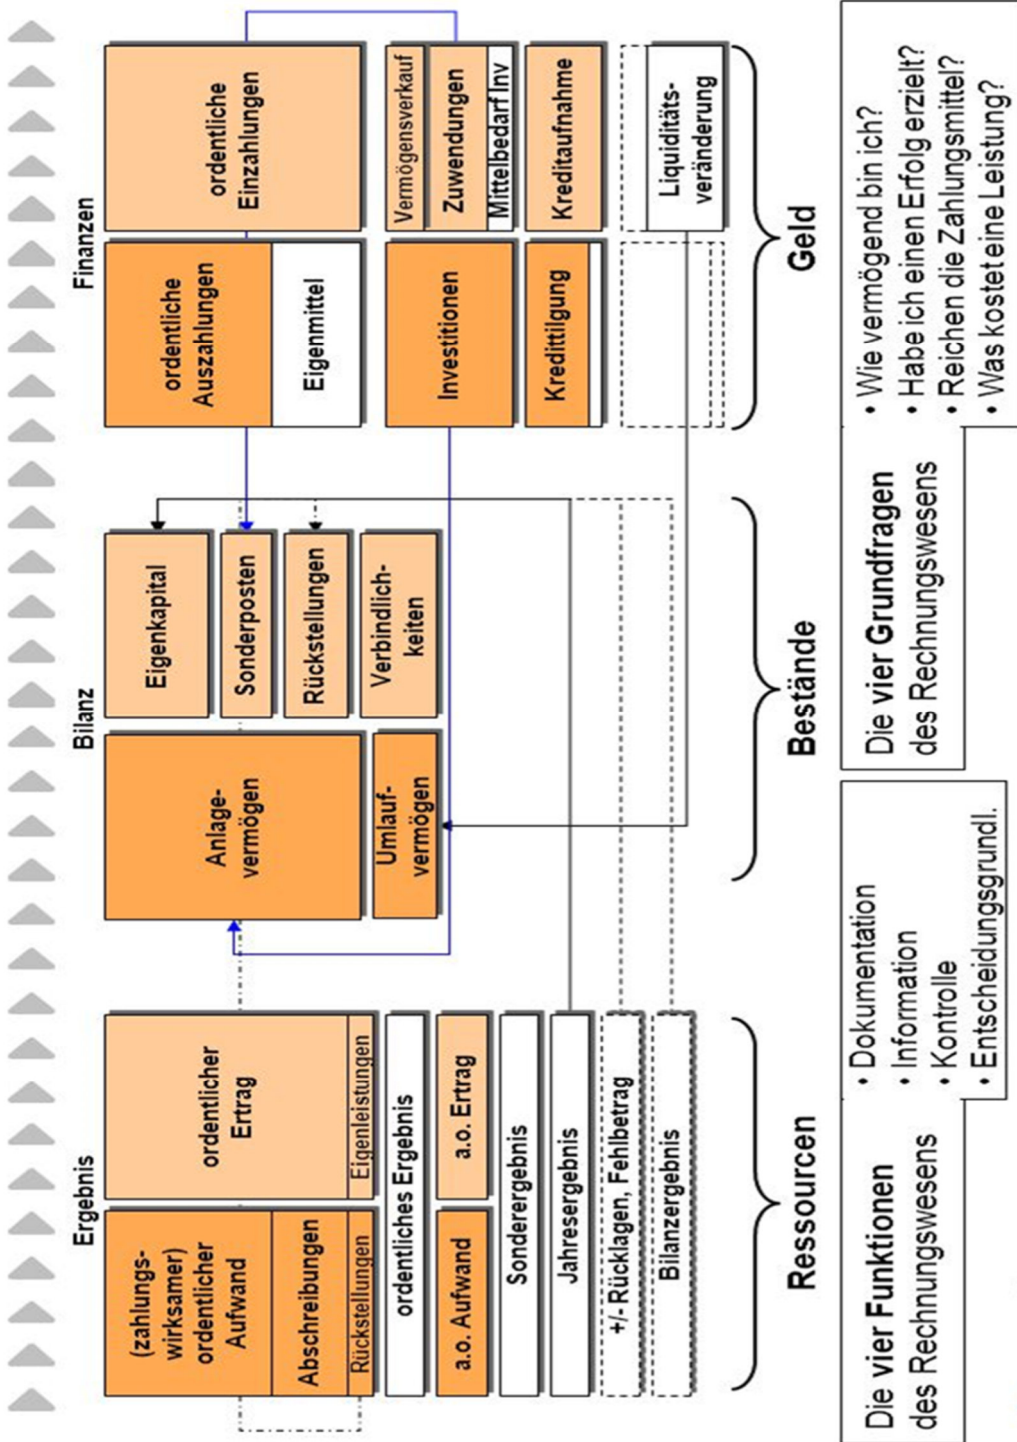 Ergebnis
(zahlungs-
wirksamer)
ordentlicher
Aufwand
Abschreibungen
Rückstellungen
ordentlicher
Ertrag
Eigenleistungen
ordentliches Ergebnis
a.o. Aufwand
a.o. Ertrag
Sonderergebnis
Jahresergebnis
+/- Rücklagen, Fehlbetrag
Bilanzergebnis
Ressourcen
Bilanz
Anlage-
vermögen
Umlauf-
vermögen
Eigenkapital
Sonderposten
Rückstellungen
Verbindlich-
keiten
Bestände
Finanzen
ordentliche
Auszahlungen
Eigenmittel
ordentliche
Einzahlungen
Investitionen
Vermögensverkauf
Zuwendungen
Mittelbedarf Inv
Kredittilgung
Kreditaufnahme
Liquiditäts-
veränderung
Geld
Die vier Funktionen
des Rechnungswesens
• Dokumentation
• Information
• Kontrolle
• Entscheidungsgrundl.
Die vier Grundfragen
des Rechnungswesens
• Wie vermögend bin ich?
• Habe ich einen Erfolg erzielt?
• Reichen die Zahlungsmittel?
• Was kostet eine Leistung?